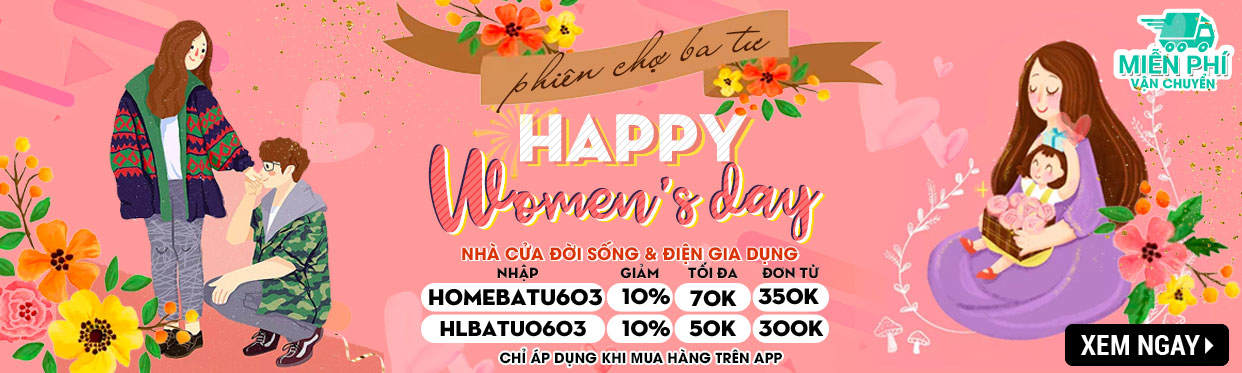 phiên chợ ba tư
MIỄN PHÍ
VẬN CHUYỂN
HAPPY
Women's day
NHÀ CỬA ĐỜI SỐNG & ĐIỆN GIA DỤNG
NHẬP GIẢM TỐI ĐA ĐƠN TỪ
HOMEBATU603 10% 70K 350K
HLBATU0603 10% 50K 300K
CHỈ ÁP DỤNG KHI MUA HÀNG TRÊN APP
XEM NGAY